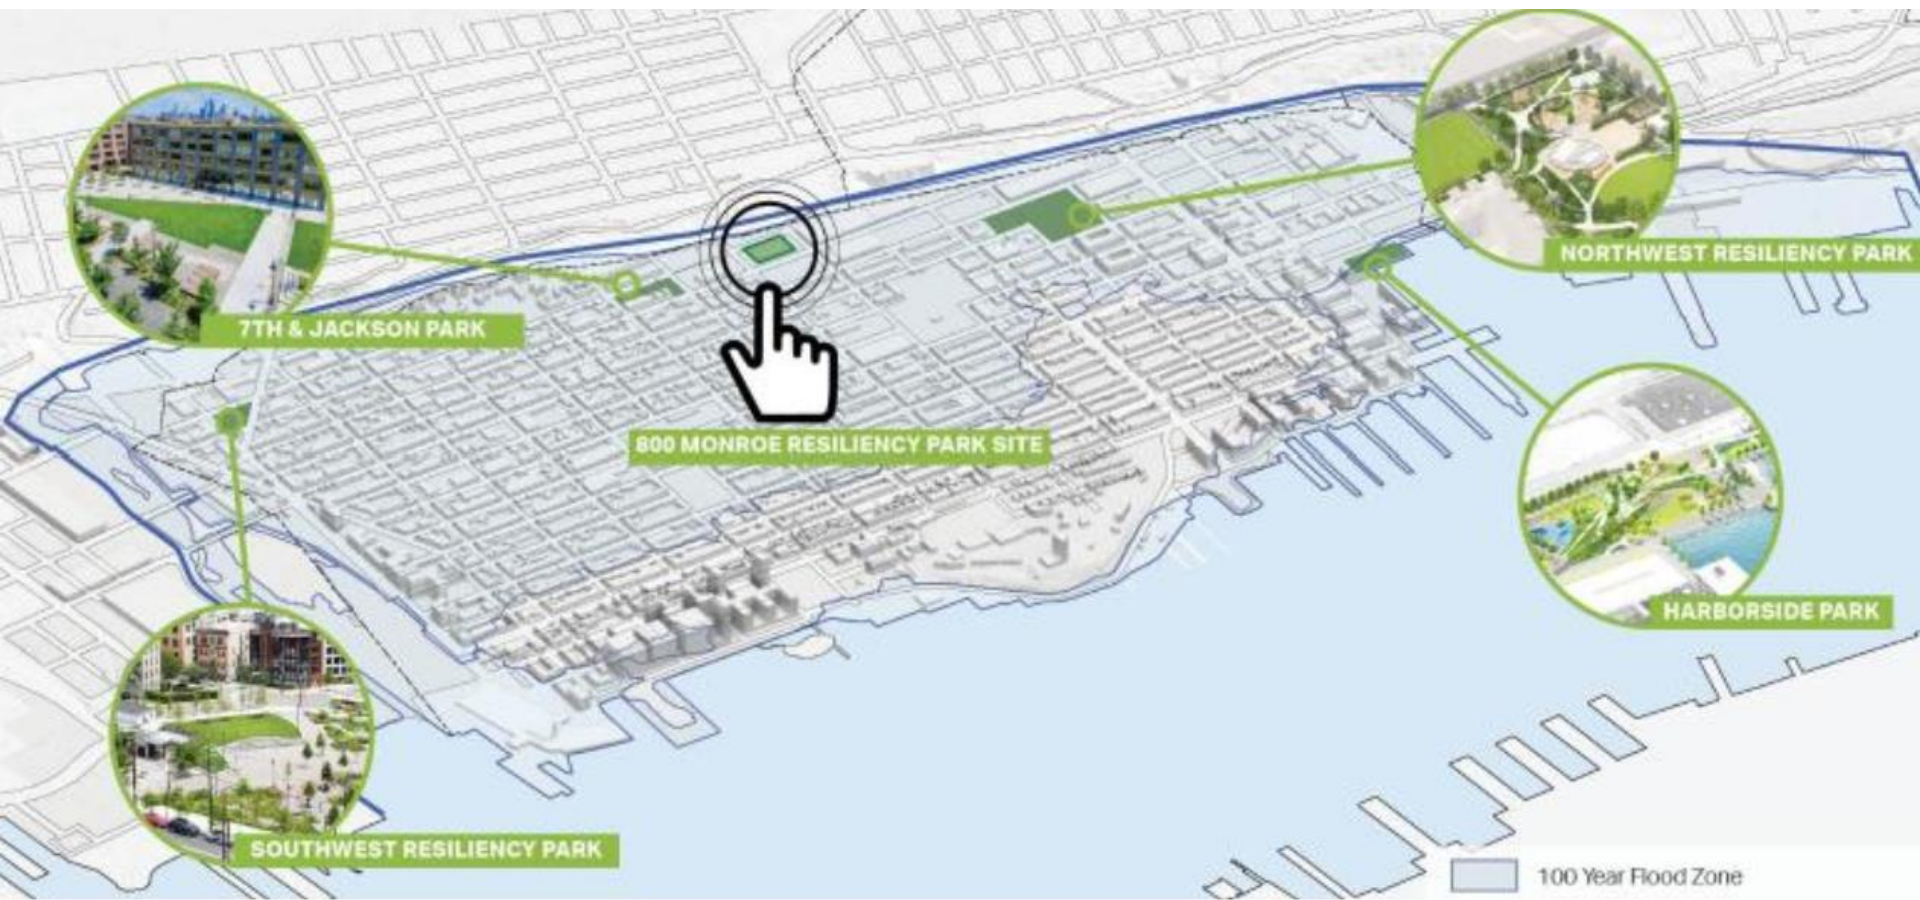 NORTHWEST RESILIENCY PARK
7TH & JACKSON PARK
800 MONROE RESILIENCY PARK SITE
HARBORSIDE PARK
SOUTHWEST RESILIENCY PARK
100 Year Flood Zone